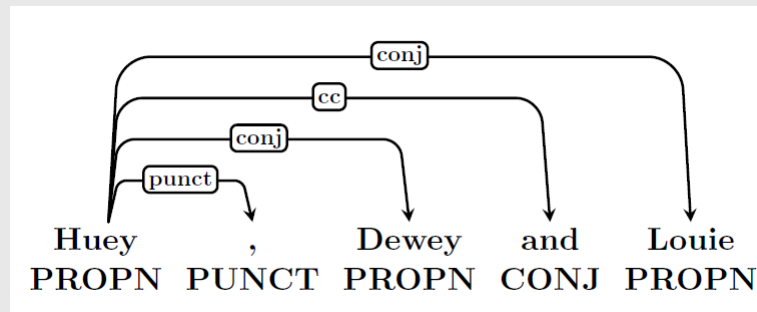 conj
cc
conj
punct
Huey , Dewey and Louie
PROPN PUNCT PROPN CONJ PROPN